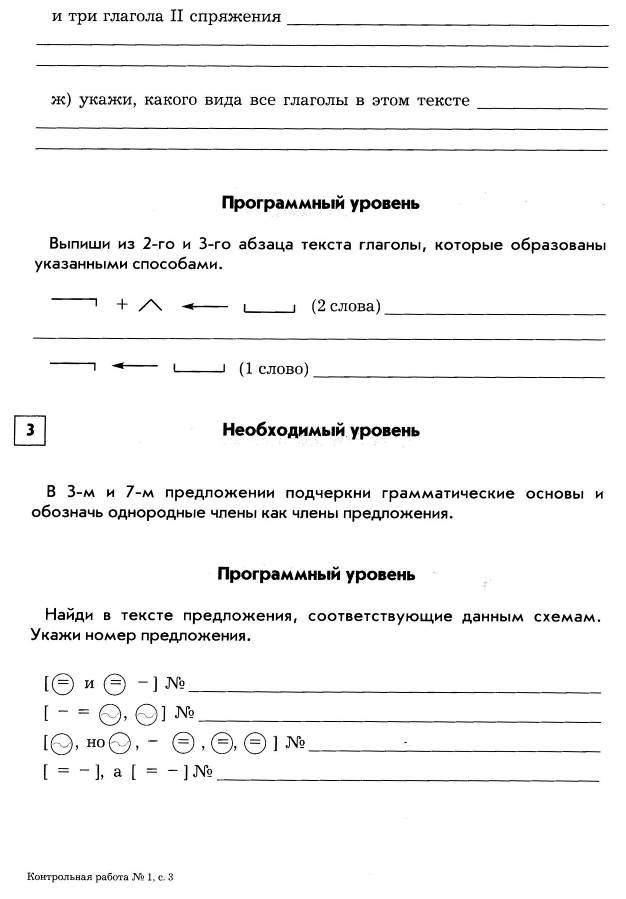 и три глагола II спряжения
ж) укажи, какого вида все глаголы в этом тексте
Программный уровень
Выпиши из 2-го и 3-го абзаца текста глаголы, которые образованы
указанными способами.
+ (2 слова)
(1 слово)
3 Необходимый уровень
В 3-м и 7-м предложении подчеркни грамматические основы и
обозначь однородные члены как члены предложения.
Программный уровень
Найди в тексте предложения, соответствующие данным схемам.
Укажи номер предложения.
[= и = –] №
[ – = ~, ~] №
[~, но ~, – =, =, = ] №
[ = – ], а [ = – ] №
Контрольная работа № 1, с. 3